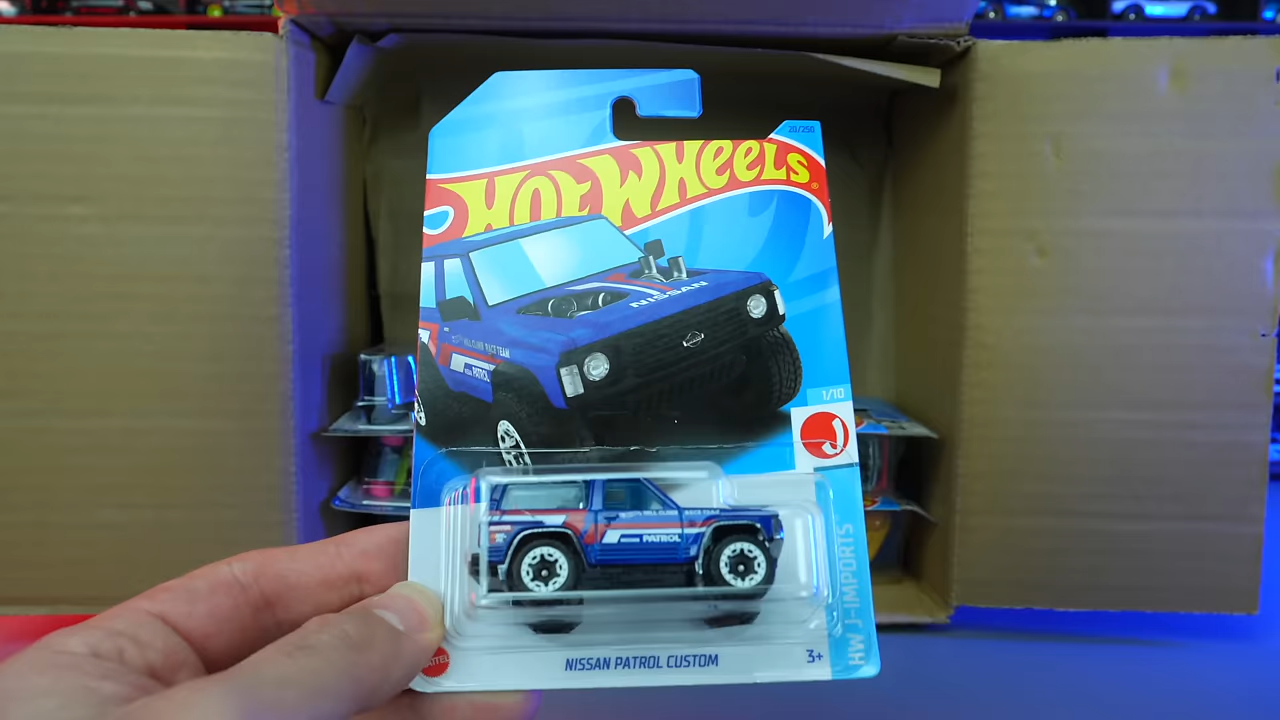 20/250
HOT WHEELS
NISSAN
HILL CLIMB RACE TEAM
PATROL
1/10
J
HILL CLIMB RACE TEAM
PATROL
HW J-IMPORTS
NISSAN PATROL CUSTOM
3+